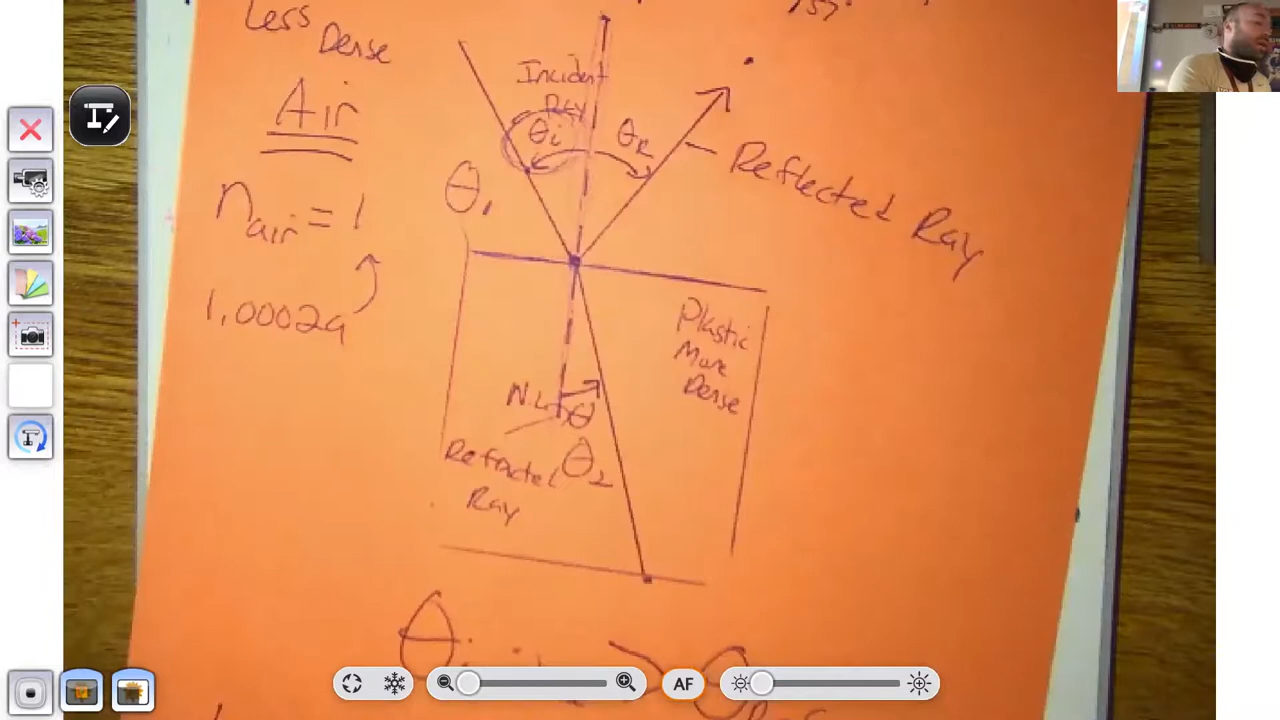 Less Dense
Air
n air = 1
1.00029
Incident
Ray
θi
θR
Reflected Ray
θ1
Plastic
More
Dense
N.L.
θ
θ2
Refracted
Ray
AF